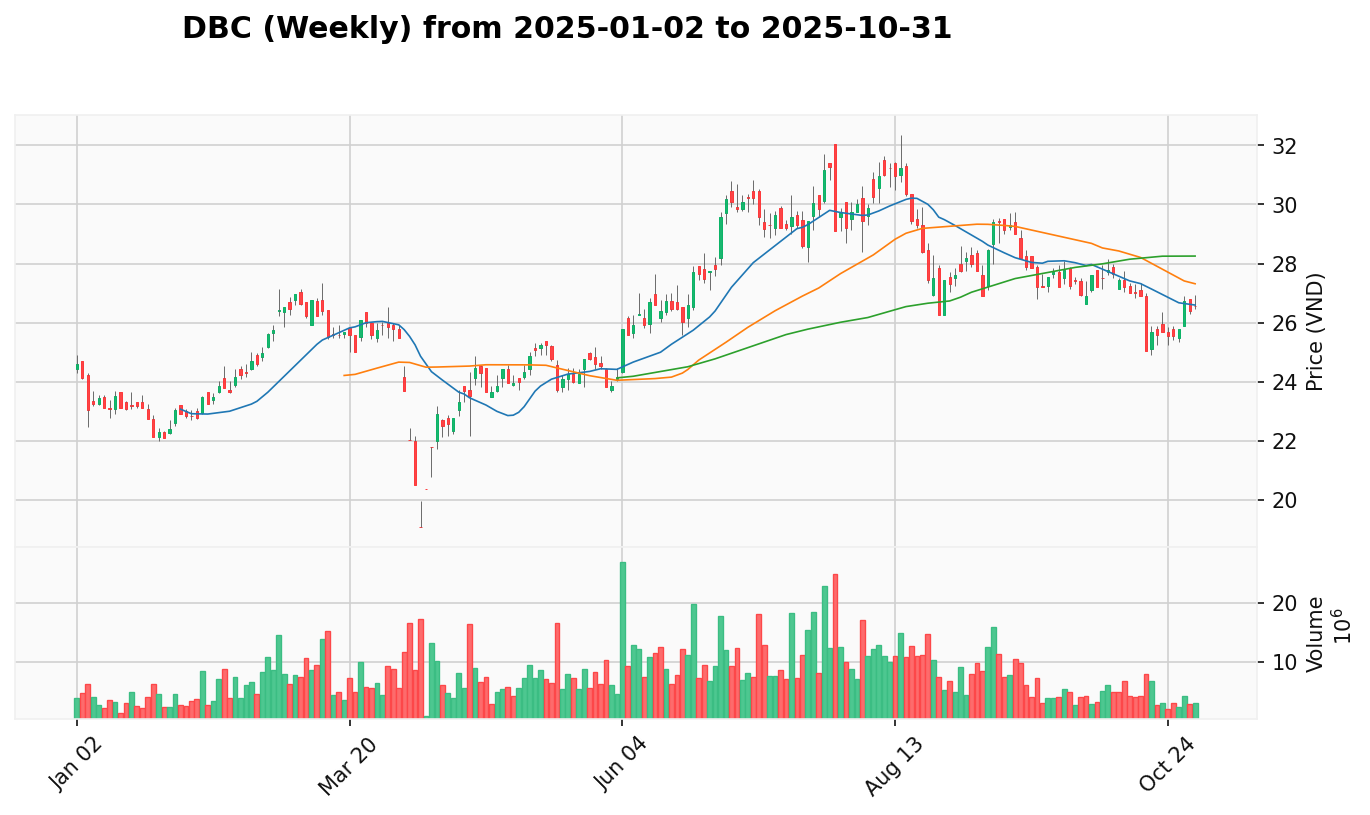 DBC (Weekly) from 2025-01-02 to 2025-10-31
32
30
28
26
24
22
20
Price (VND)
20
10
Volume
10^6
Jan 02
Mar 20
Jun 04
Aug 13
Oct 24